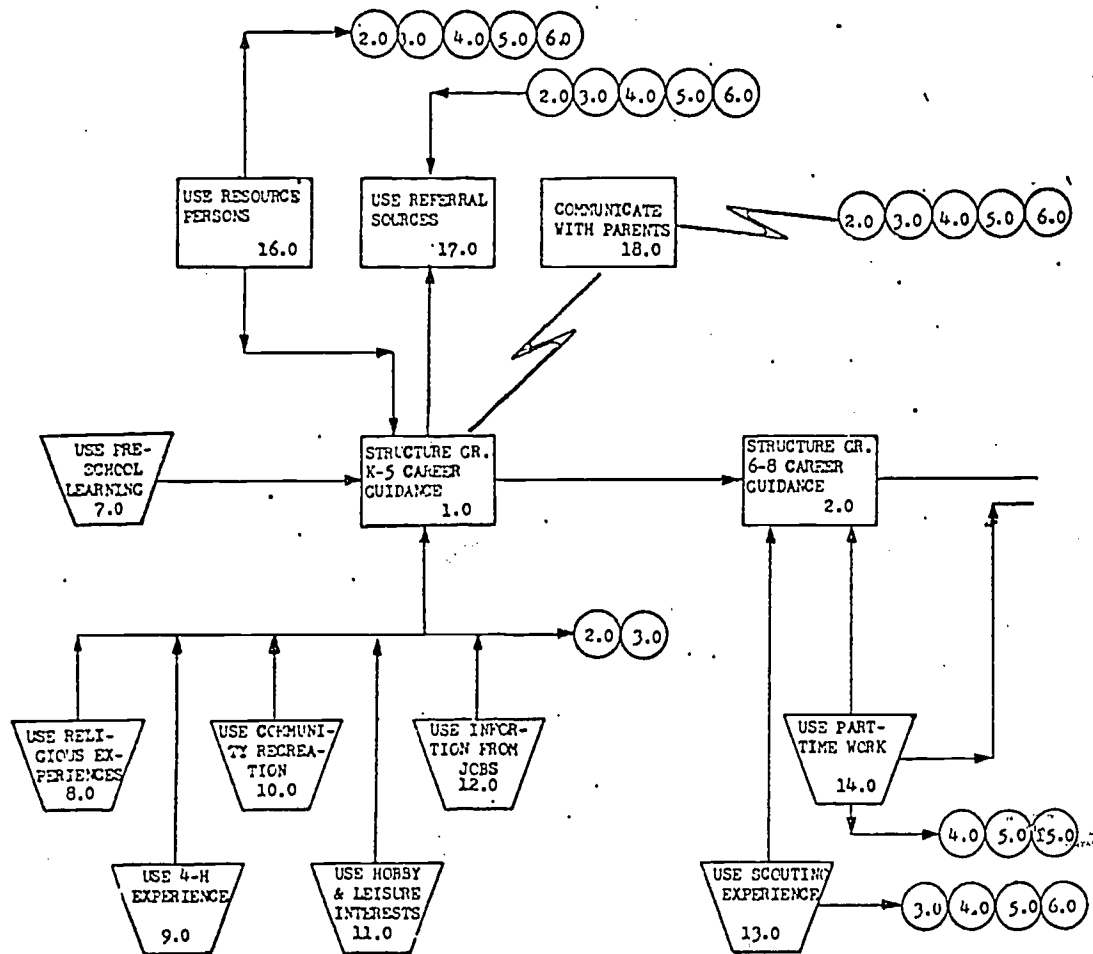 2.0 3.0 4.0 5.0 6.0
2.0 3.0 4.0 5.0 6.0
USE RESOURCE
PERSONS
16.0
USE REFERRAL
SOURCES
17.0
COMMUNICATE
WITH PARENTS
18.0
2.0 3.0 4.0 5.0 6.0
USE PRE-
SCHOOL
LEARNING
7.0
STRUCTURE GR.
K-5 CAREER
GUIDANCE
1.0
STRUCTURE GR.
6-8 CAREER
GUIDANCE
2.0
2.0 3.0
USE RELI-
GIOUS EX-
PERIENCES
8.0
USE COMMUNI-
TY RECREA-
TION
10.0
USE INFOR-
TION FROM
JOBS
12.0
USE PART-
TIME WORK
14.0
4.0 5.0 15.0
USE 4-H
EXPERIENCE
9.0
USE HOBBY
& LEISURE
INTERESTS
11.0
USE SCOUTING
EXPERIENCE
13.0
3.0 4.0 5.0 6.0